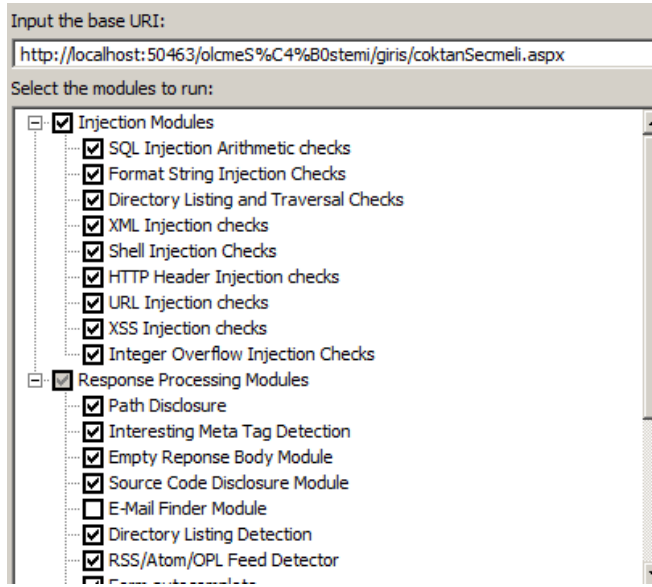 Input the base URI:
http://localhost:50463/olcmeS%C4%B0stemi/giris/coktanSecmeli.aspx
Select the modules to run:
Injection Modules
SQL Injection Arithmetic checks
Format String Injection Checks
Directory Listing and Traversal Checks
XML Injection checks
Shell Injection Checks
HTTP Header Injection checks
URL Injection checks
XSS Injection checks
Integer Overflow Injection Checks
Response Processing Modules
Path Disclosure
Interesting Meta Tag Detection
Empty Reponse Body Module
Source Code Disclosure Module
E-Mail Finder Module
Directory Listing Detection
RSS/Atom/OPL Feed Detector
Form autocomplete